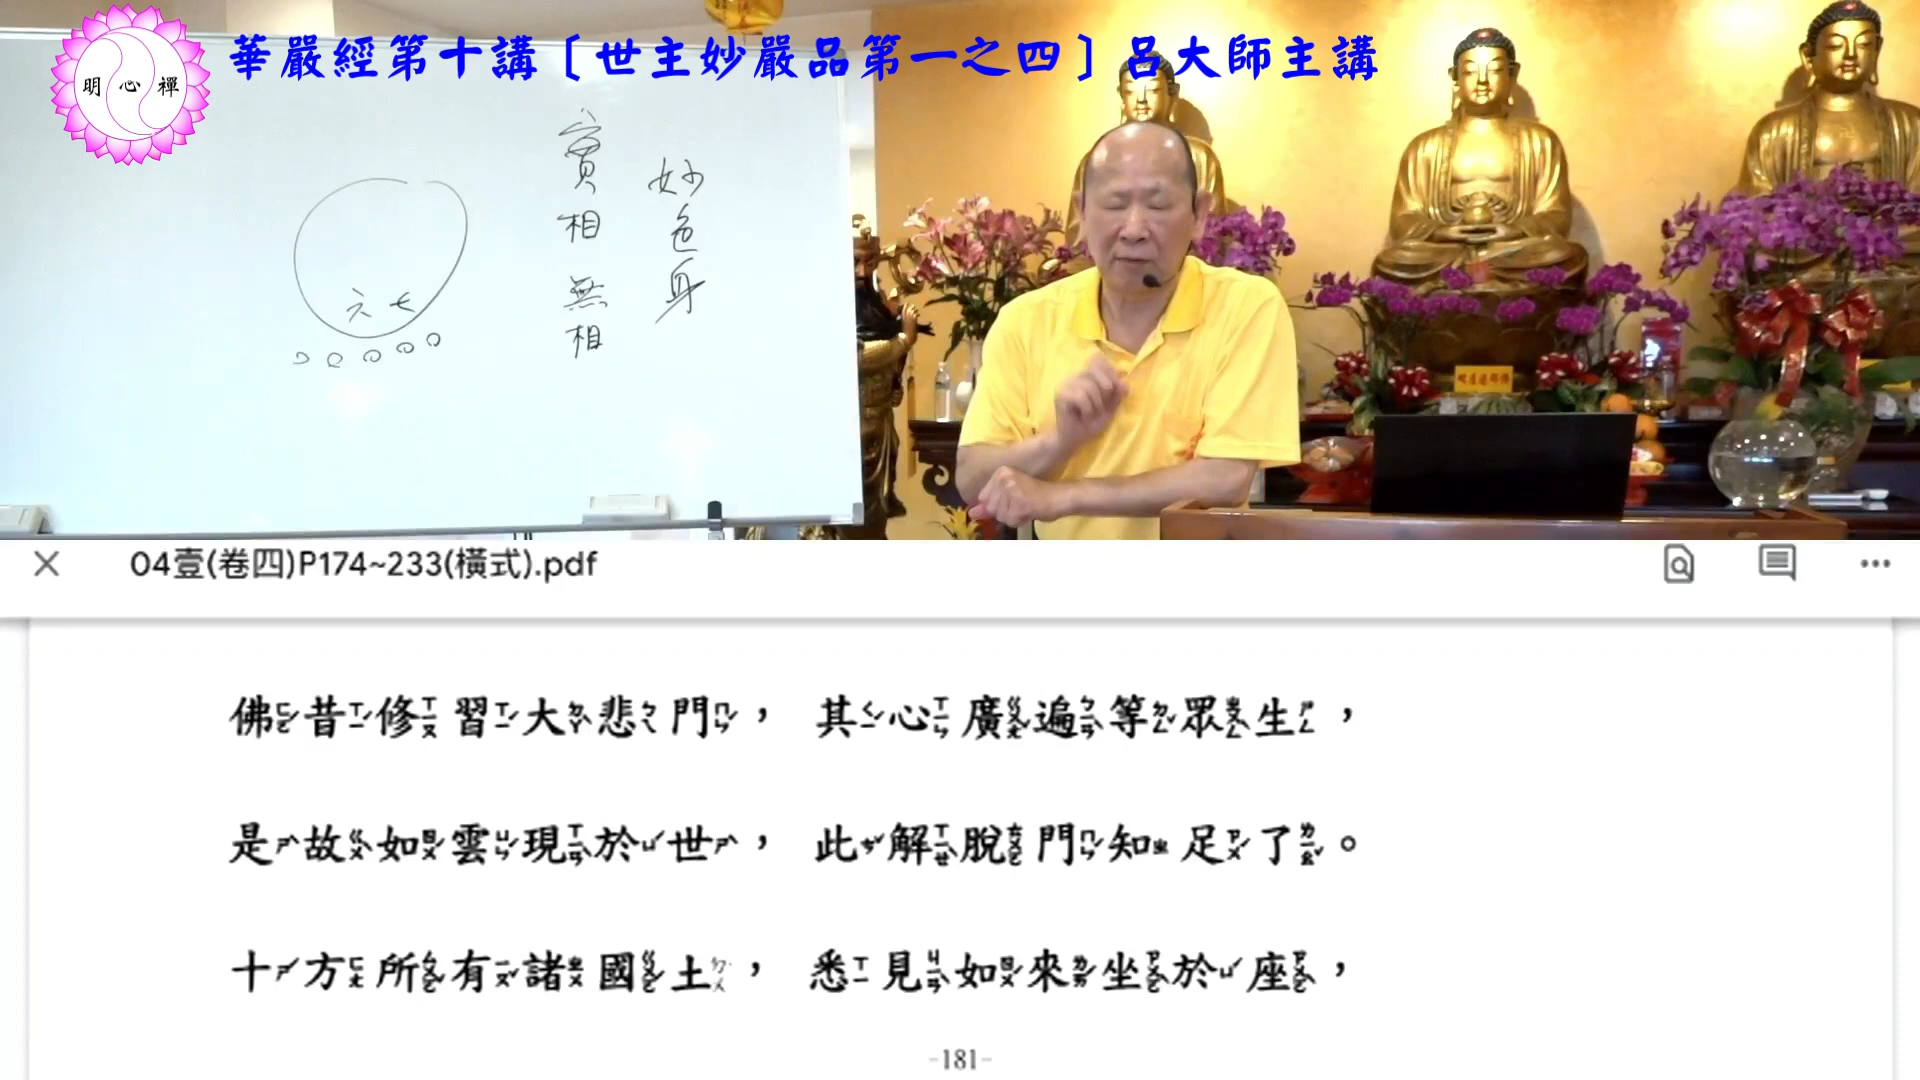 華嚴經第十講〔世主妙嚴品第一之四〕呂大師主講
明心禪
妙色身
實相無相
六七
04壹(卷四)P174~233(橫式).pdf
佛昔修習大悲門， 其心廣遍等眾生，
是故如雲現於世， 此解脫門知足了。
十方所有諸國土， 悉見如來坐於座，
-181-